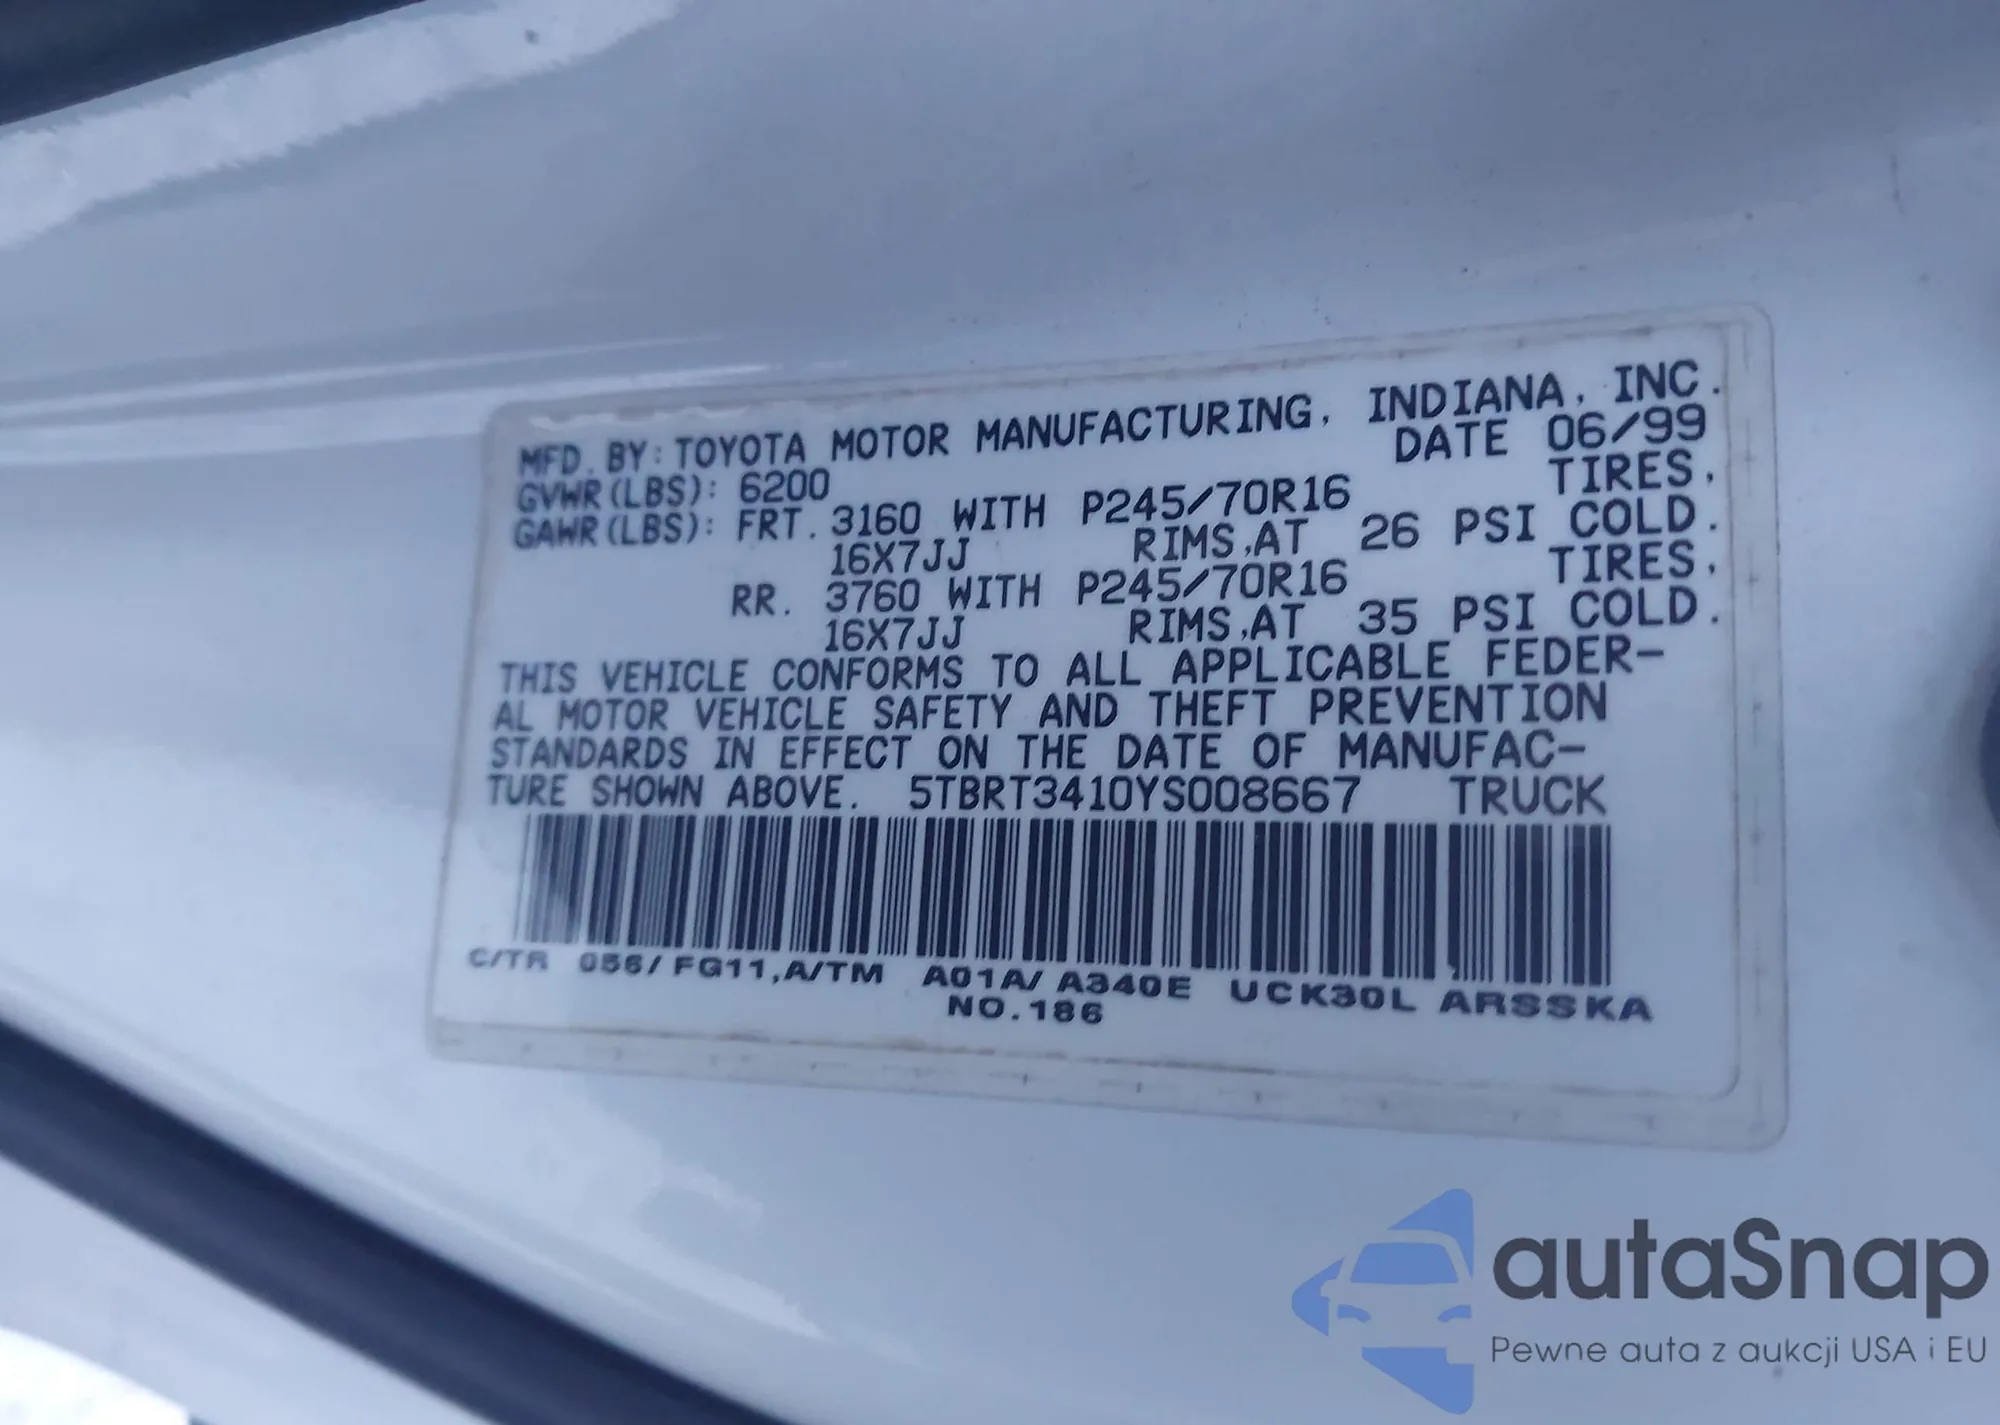 MFD. BY: TOYOTA MOTOR MANUFACTURING, INDIANA, INC.
DATE 06/99
GVWR(LBS): 6200
GAWR(LBS): FRT. 3160 WITH P245/70R16 TIRES,
16X7JJ RIMS,AT 26 PSI COLD.
RR. 3760 WITH P245/70R16 TIRES,
16X7JJ RIMS,AT 35 PSI COLD.
THIS VEHICLE CONFORMS TO ALL APPLICABLE FEDER-
AL MOTOR VEHICLE SAFETY AND THEFT PREVENTION
STANDARDS IN EFFECT ON THE DATE OF MANUFAC-
TURE SHOWN ABOVE. 5TBRT3410YS008667 TRUCK
C/TR 056/FG11,A/TM A01A/A340E UCK30L ARSSKA
NO.186
autaSnap
Pewne auta z aukcji USA i EU